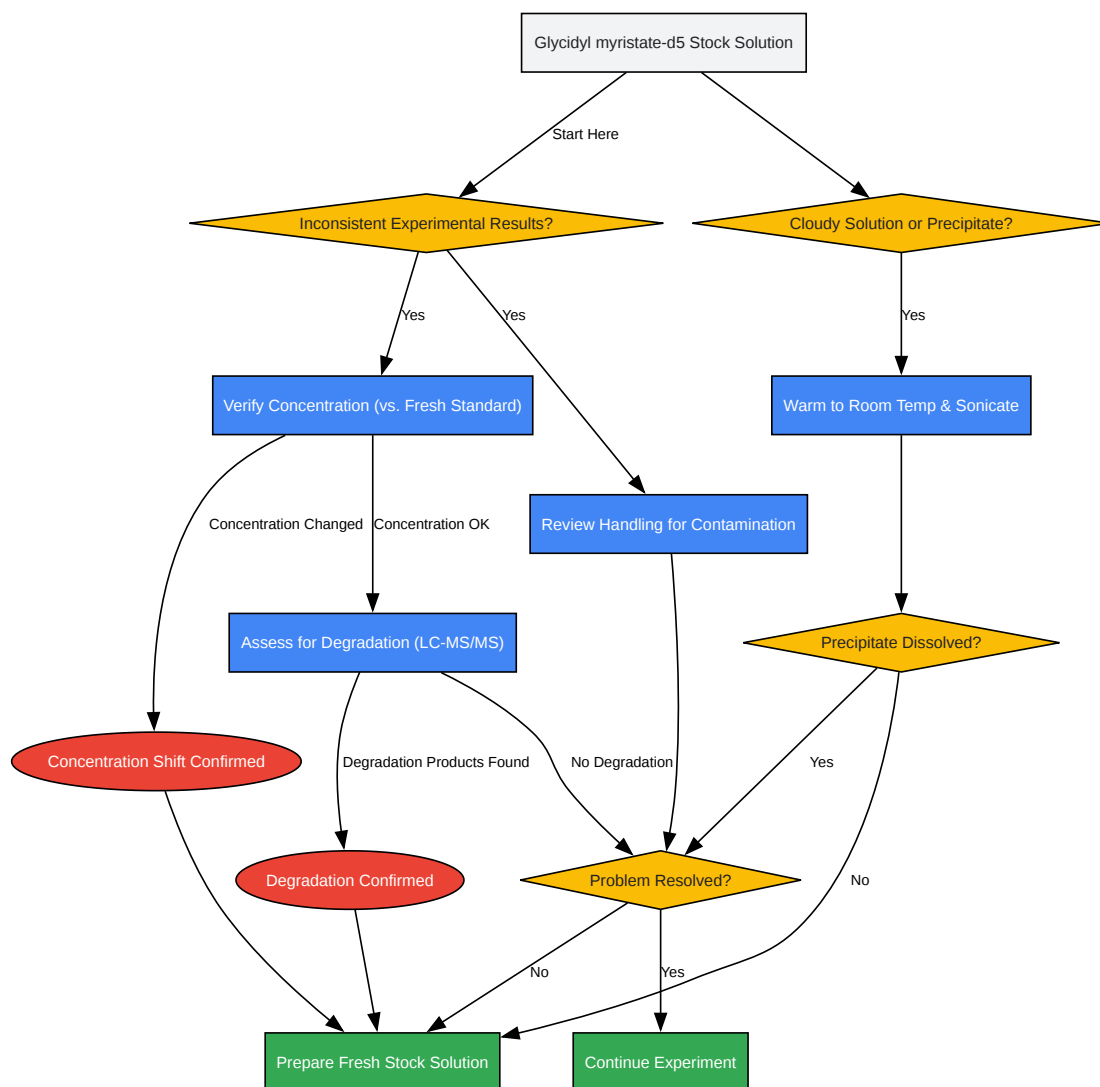 Glycidyl myristate-d5 Stock Solution
Start Here
Inconsistent Experimental Results?
Cloudy Solution or Precipitate?
Yes
Yes
Yes
Verify Concentration (vs. Fresh Standard)
Warm to Room Temp & Sonicate
Concentration Changed
Concentration OK
Review Handling for Contamination
Assess for Degradation (LC-MS/MS)
Precipitate Dissolved?
Concentration Shift Confirmed
Degradation Products Found
No Degradation
Yes
Degradation Confirmed
Problem Resolved?
No
No
Yes
Prepare Fresh Stock Solution
Continue Experiment